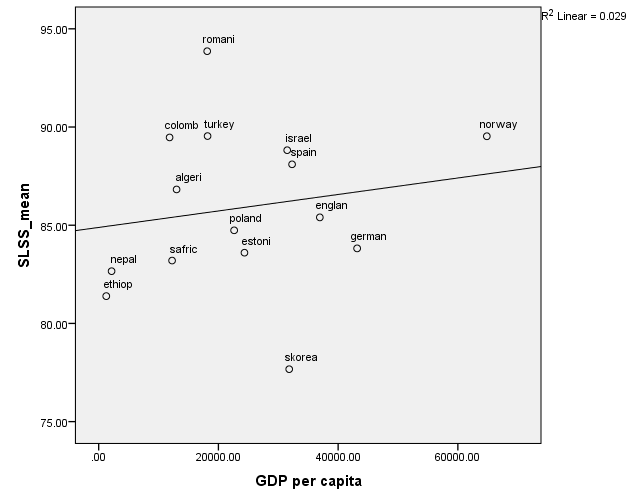 R2 Linear = 0.029
95.00
romani
90.00
colomb
turkey
norway
israel
spain
algeri
SLSS_mean
85.00
englan
poland
german
estoni
safric
nepal
ethiop
80.00
skorea
75.00
.00
20000.00
40000.00
60000.00
GDP per capita